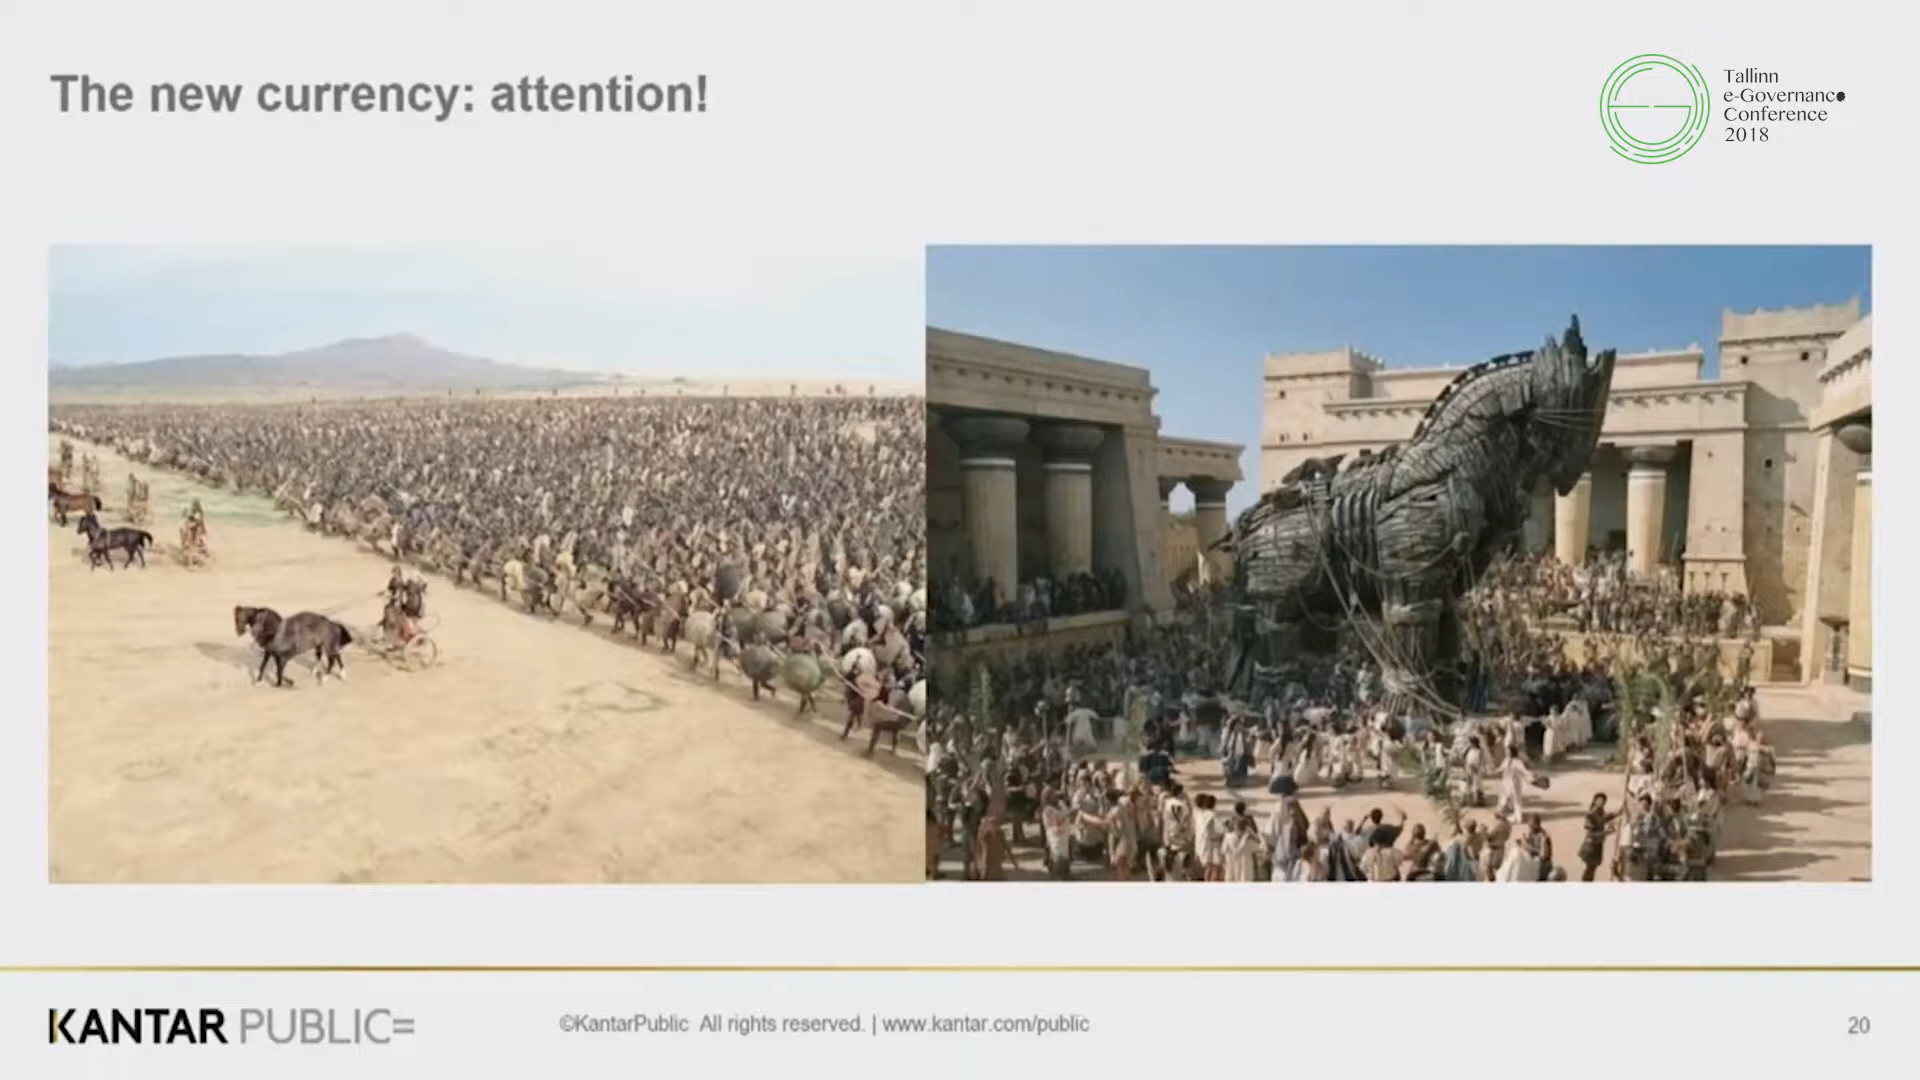 The new currency: attention!
Tallinn
e-Governance
Conference
2018
KANTAR PUBLIC=
©KantarPublic All rights reserved. | www.kantar.com/public
20